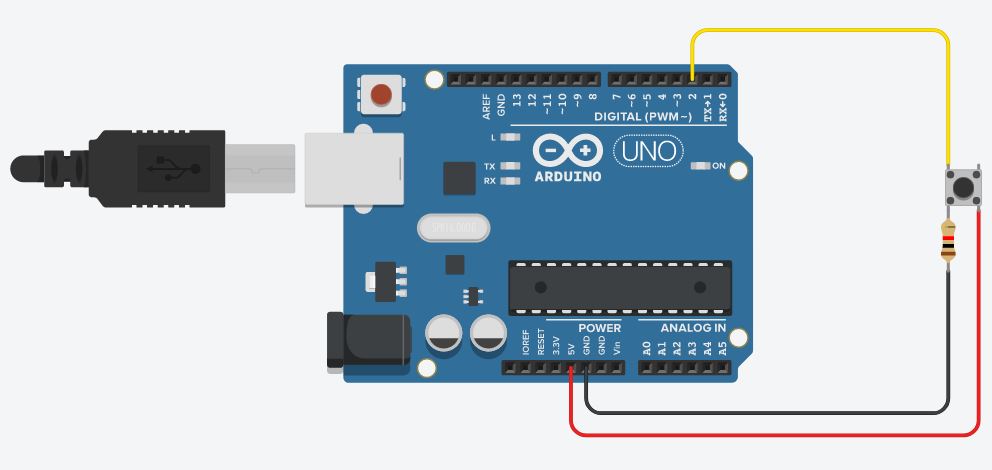 AREF
GND
13
12
~11
~10
~9
8
7
~6
~5
4
~3
2
TX→1
RX←0
DIGITAL (PWM~)
L
TX
RX
ARDUINO
UNO
ON
POWER
ANALOG IN
IOREF
RESET
3.3V
5V
GND
GND
Vin
A0
A1
A2
A3
A4
A5